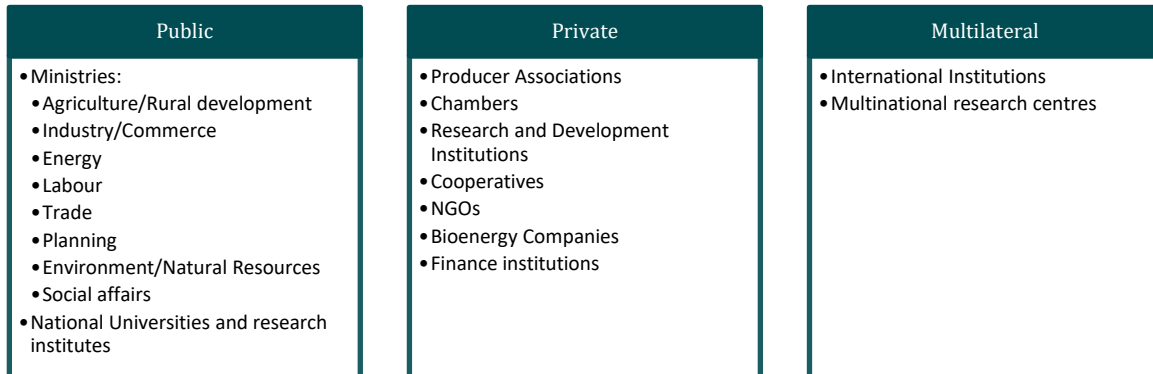 Public
•Ministries:
•Agriculture/Rural development
•Industry/Commerce
•Energy
•Labour
•Trade
•Planning
•Environment/Natural Resources
•Social affairs
•National Universities and research
institutes
Private
•Producer Associations
•Chambers
•Research and Development
Institutions
•Cooperatives
•NGOs
•Bioenergy Companies
•Finance institutions
Multilateral
•International Institutions
•Multinational research centres